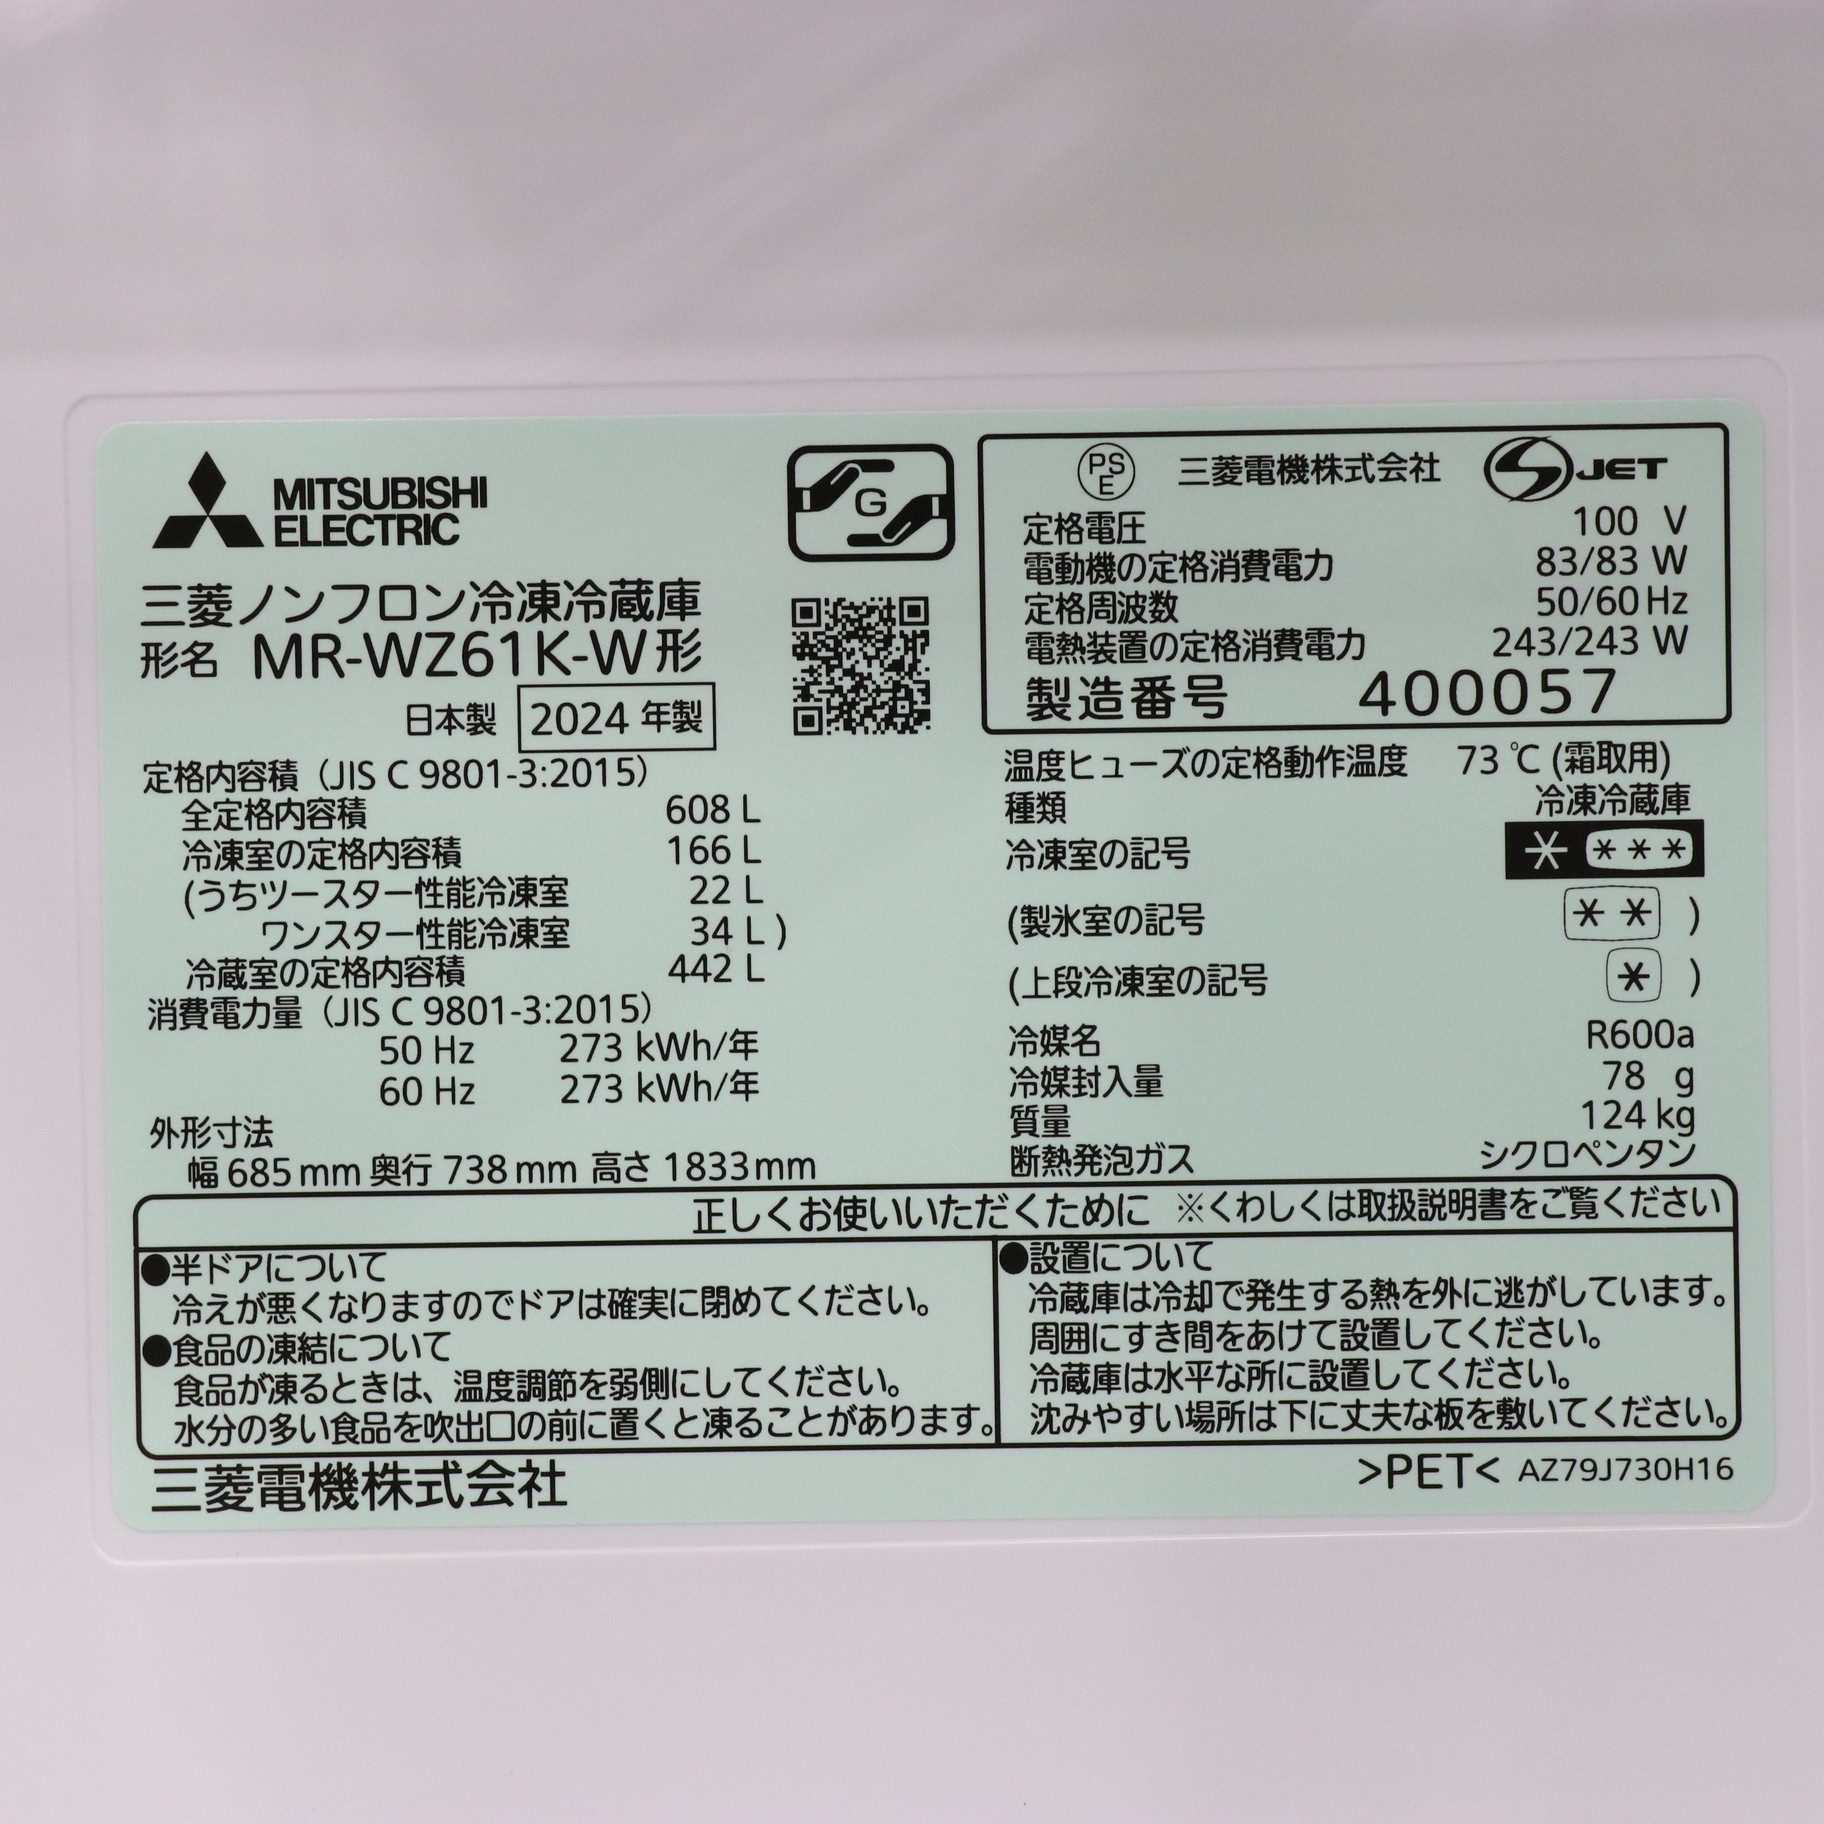 MITSUBISHI
ELECTRIC
G
三菱ノンフロン冷凍冷蔵庫
形名 MR-WZ61K-W形
日本製 2024 年製
定格内容積（JIS C 9801-3:2015）
全定格内容積 608 L
冷凍室の定格内容積 166 L
(うちツースター性能冷凍室 22 L
ワンスター性能冷凍室 34 L )
冷蔵室の定格内容積 442 L
消費電力量（JIS C 9801-3:2015）
50 Hz 273 kWh/年
60 Hz 273 kWh/年
外形寸法
幅 685 mm 奥行 738 mm 高さ 1833 mm
PS E 三菱電機株式会社 JET
定格電圧 100 V
電動機の定格消費電力 83/83 W
定格周波数 50/60 Hz
電熱装置の定格消費電力 243/243 W
製造番号 400057
温度ヒューズの定格動作温度 73 ℃ (霜取用)
種類 冷凍冷蔵庫
冷凍室の記号 * ***
(製氷室の記号 ** )
(上段冷凍室の記号 * )
冷媒名 R600a
冷媒封入量 78 g
質量 124 kg
断熱発泡ガス シクロペンタン
正しくお使いいただくために ※くわしくは取扱説明書をご覧ください
●半ドアについて
冷えが悪くなりますのでドアは確実に閉めてください。
●食品の凍結について
食品が凍るときは、温度調節を弱側にしてください。
水分の多い食品を吹出口の前に置くと凍ることがあります。
●設置について
冷蔵庫は冷却で発生する熱を外に逃がしています。
周囲にすき間をあけて設置してください。
冷蔵庫は水平な所に設置してください。
沈みやすい場所は下に丈夫な板を敷いてください。
三菱電機株式会社
>PET< AZ79J730H16